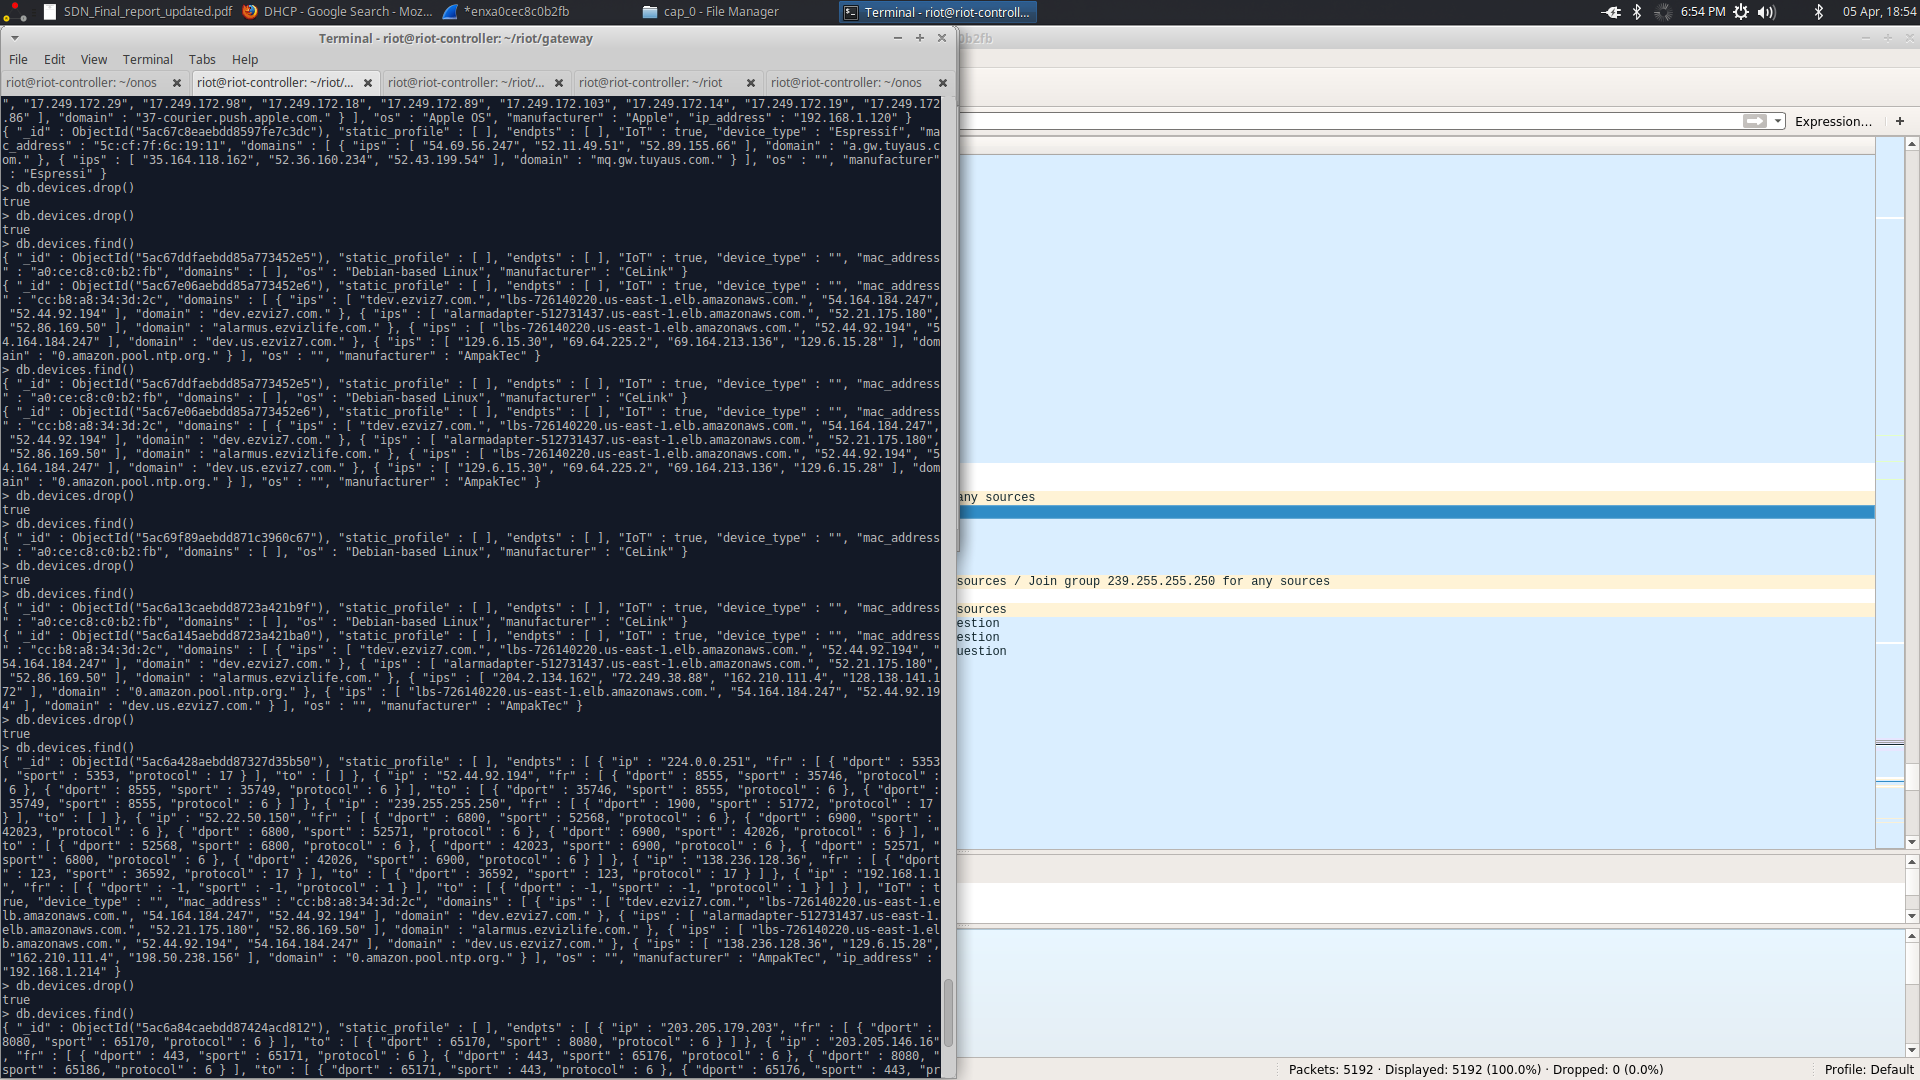 SDN_Final_report_updated.pdf
DHCP - Google Search - Moz...
*enxa0cec8c0b2fb
cap_0 - File Manager
Terminal - riot@riot-controll...
6:54 PM
05 Apr, 18:54
Terminal - riot@riot-controller: ~/riot/gateway
0b2fb
File Edit View Terminal Tabs Help
riot@riot-controller: ~/onos
riot@riot-controller: ~/riot/...
riot@riot-controller: ~/riot/...
riot@riot-controller: ~/riot
riot@riot-controller: ~/onos
", "17.249.172.29", "17.249.172.98", "17.249.172.18", "17.249.172.89", "17.249.172.103", "17.249.172.14", "17.249.172.19", "17.249.172
.86" ], "domain" : "37-courier.push.apple.com." } ], "os" : "Apple OS", "manufacturer" : "Apple", "ip_address" : "192.168.1.120" }
{ "_id" : ObjectId("5ac67c8eaebdd8597fe7c3dc"), "static_profile" : [ ], "endpts" : [ ], "IoT" : true, "device_type" : "Espressif", "ma
c_address" : "5c:cf:7f:6c:19:11", "domains" : [ { "ips" : [ "54.69.56.247", "52.11.49.51", "52.89.155.66" ], "domain" : "a.gw.tuyaus.c
om." }, { "ips" : [ "35.164.118.162", "52.36.160.234", "52.43.199.54" ], "domain" : "mq.gw.tuyaus.com." } ], "os" : "", "manufacturer"
 : "Espressi" }
> db.devices.drop()
true
> db.devices.drop()
true
> db.devices.find()
{ "_id" : ObjectId("5ac67ddfaebdd85a773452e5"), "static_profile" : [ ], "endpts" : [ ], "IoT" : true, "device_type" : "", "mac_address
" : "a0:ce:c8:c0:b2:fb", "domains" : [ ], "os" : "Debian-based Linux", "manufacturer" : "CeLink" }
{ "_id" : ObjectId("5ac67e06aebdd85a773452e6"), "static_profile" : [ ], "endpts" : [ ], "IoT" : true, "device_type" : "", "mac_address
" : "cc:b8:a8:34:3d:2c", "domains" : [ { "ips" : [ "tdev.ezviz7.com.", "lbs-726140220.us-east-1.elb.amazonaws.com.", "54.164.184.247",
 "52.44.92.194" ], "domain" : "dev.ezviz7.com." }, { "ips" : [ "alarmadapter-512731437.us-east-1.elb.amazonaws.com.", "52.21.175.180",
 "52.86.169.50" ], "domain" : "alarmus.ezvizlife.com." }, { "ips" : [ "lbs-726140220.us-east-1.elb.amazonaws.com.", "52.44.92.194", "5
4.164.184.247" ], "domain" : "dev.us.ezviz7.com." }, { "ips" : [ "129.6.15.30", "69.64.225.2", "69.164.213.136", "129.6.15.28" ], "dom
ain" : "0.amazon.pool.ntp.org." } ], "os" : "", "manufacturer" : "AmpakTec" }
> db.devices.find()
{ "_id" : ObjectId("5ac67ddfaebdd85a773452e5"), "static_profile" : [ ], "endpts" : [ ], "IoT" : true, "device_type" : "", "mac_address
" : "a0:ce:c8:c0:b2:fb", "domains" : [ ], "os" : "Debian-based Linux", "manufacturer" : "CeLink" }
{ "_id" : ObjectId("5ac67e06aebdd85a773452e6"), "static_profile" : [ ], "endpts" : [ ], "IoT" : true, "device_type" : "", "mac_address
" : "cc:b8:a8:34:3d:2c", "domains" : [ { "ips" : [ "tdev.ezviz7.com.", "lbs-726140220.us-east-1.elb.amazonaws.com.", "54.164.184.247",
 "52.44.92.194" ], "domain" : "dev.ezviz7.com." }, { "ips" : [ "alarmadapter-512731437.us-east-1.elb.amazonaws.com.", "52.21.175.180",
 "52.86.169.50" ], "domain" : "alarmus.ezvizlife.com." }, { "ips" : [ "lbs-726140220.us-east-1.elb.amazonaws.com.", "52.44.92.194", "5
4.164.184.247" ], "domain" : "dev.us.ezviz7.com." }, { "ips" : [ "129.6.15.30", "69.64.225.2", "69.164.213.136", "129.6.15.28" ], "dom
ain" : "0.amazon.pool.ntp.org." } ], "os" : "", "manufacturer" : "AmpakTec" }
> db.devices.drop()
true
> db.devices.find()
{ "_id" : ObjectId("5ac69f89aebdd871c3960c67"), "static_profile" : [ ], "endpts" : [ ], "IoT" : true, "device_type" : "", "mac_address
" : "a0:ce:c8:c0:b2:fb", "domains" : [ ], "os" : "Debian-based Linux", "manufacturer" : "CeLink" }
> db.devices.drop()
true
> db.devices.find()
{ "_id" : ObjectId("5ac6a13caebdd8723a421b9f"), "static_profile" : [ ], "endpts" : [ ], "IoT" : true, "device_type" : "", "mac_address
" : "a0:ce:c8:c0:b2:fb", "domains" : [ ], "os" : "Debian-based Linux", "manufacturer" : "CeLink" }
{ "_id" : ObjectId("5ac6a145aebdd8723a421ba0"), "static_profile" : [ ], "endpts" : [ ], "IoT" : true, "device_type" : "", "mac_address
" : "cc:b8:a8:34:3d:2c", "domains" : [ { "ips" : [ "tdev.ezviz7.com.", "lbs-726140220.us-east-1.elb.amazonaws.com.", "52.44.92.194", "
54.164.184.247" ], "domain" : "dev.ezviz7.com." }, { "ips" : [ "alarmadapter-512731437.us-east-1.elb.amazonaws.com.", "52.21.175.180",
 "52.86.169.50" ], "domain" : "alarmus.ezvizlife.com." }, { "ips" : [ "204.2.134.162", "72.249.38.88", "162.210.111.4", "128.138.141.1
72" ], "domain" : "0.amazon.pool.ntp.org." }, { "ips" : [ "lbs-726140220.us-east-1.elb.amazonaws.com.", "54.164.184.247", "52.44.92.19
4" ], "domain" : "dev.us.ezviz7.com." } ], "os" : "", "manufacturer" : "AmpakTec" }
> db.devices.drop()
true
> db.devices.find()
{ "_id" : ObjectId("5ac6a428aebdd87327d35b50"), "static_profile" : [ ], "endpts" : [ { "ip" : "224.0.0.251", "fr" : [ { "dport" : 5353
, "sport" : 5353, "protocol" : 17 } ], "to" : [ ] }, { "ip" : "52.44.92.194", "fr" : [ { "dport" : 8555, "sport" : 35746, "protocol" :
 6 }, { "dport" : 8555, "sport" : 35749, "protocol" : 6 } ], "to" : [ { "dport" : 35746, "sport" : 8555, "protocol" : 6 }, { "dport" :
 35749, "sport" : 8555, "protocol" : 6 } ] }, { "ip" : "239.255.255.250", "fr" : [ { "dport" : 1900, "sport" : 51772, "protocol" : 17
} ], "to" : [ ] }, { "ip" : "52.22.50.150", "fr" : [ { "dport" : 6800, "sport" : 52568, "protocol" : 6 }, { "dport" : 6900, "sport" :
42023, "protocol" : 6 }, { "dport" : 6800, "sport" : 52571, "protocol" : 6 }, { "dport" : 6900, "sport" : 42026, "protocol" : 6 } ], "
to" : [ { "dport" : 52568, "sport" : 6800, "protocol" : 6 }, { "dport" : 42023, "sport" : 6900, "protocol" : 6 }, { "dport" : 52571, "
sport" : 6800, "protocol" : 6 }, { "dport" : 42026, "sport" : 6900, "protocol" : 6 } ] }, { "ip" : "138.236.128.36", "fr" : [ { "dport
" : 123, "sport" : 36592, "protocol" : 17 } ], "to" : [ { "dport" : 36592, "sport" : 123, "protocol" : 17 } ] }, { "ip" : "192.168.1.1
", "fr" : [ { "dport" : -1, "sport" : -1, "protocol" : 1 } ], "to" : [ { "dport" : -1, "sport" : -1, "protocol" : 1 } ] } ], "IoT" : t
rue, "device_type" : "", "mac_address" : "cc:b8:a8:34:3d:2c", "domains" : [ { "ips" : [ "tdev.ezviz7.com.", "lbs-726140220.us-east-1.e
lb.amazonaws.com.", "54.164.184.247", "52.44.92.194" ], "domain" : "dev.ezviz7.com." }, { "ips" : [ "alarmadapter-512731437.us-east-1.
elb.amazonaws.com.", "52.21.175.180", "52.86.169.50" ], "domain" : "alarmus.ezvizlife.com." }, { "ips" : [ "lbs-726140220.us-east-1.el
b.amazonaws.com.", "52.44.92.194", "54.164.184.247" ], "domain" : "dev.us.ezviz7.com." }, { "ips" : [ "138.236.128.36", "129.6.15.28",
 "162.210.111.4", "198.50.238.156" ], "domain" : "0.amazon.pool.ntp.org." } ], "os" : "", "manufacturer" : "AmpakTec", "ip_address" :
"192.168.1.214" }
> db.devices.drop()
true
> db.devices.find()
{ "_id" : ObjectId("5ac6a84caebdd87424acd812"), "static_profile" : [ ], "endpts" : [ { "ip" : "203.205.179.203", "fr" : [ { "dport" :
8080, "sport" : 65170, "protocol" : 6 } ], "to" : [ { "dport" : 65170, "sport" : 8080, "protocol" : 6 } ] }, { "ip" : "203.205.146.16"
, "fr" : [ { "dport" : 443, "sport" : 65171, "protocol" : 6 }, { "dport" : 443, "sport" : 65176, "protocol" : 6 }, { "dport" : 8080, "
sport" : 65186, "protocol" : 6 } ], "to" : [ { "dport" : 65171, "sport" : 443, "protocol" : 6 }, { "dport" : 65176, "sport" : 443, "pr
Expression... +
any sources
sources / Join group 239.255.255.250 for any sources
sources
estion
estion
uestion
Packets: 5192 · Displayed: 5192 (100.0%) · Dropped: 0 (0.0%)
Profile: Default